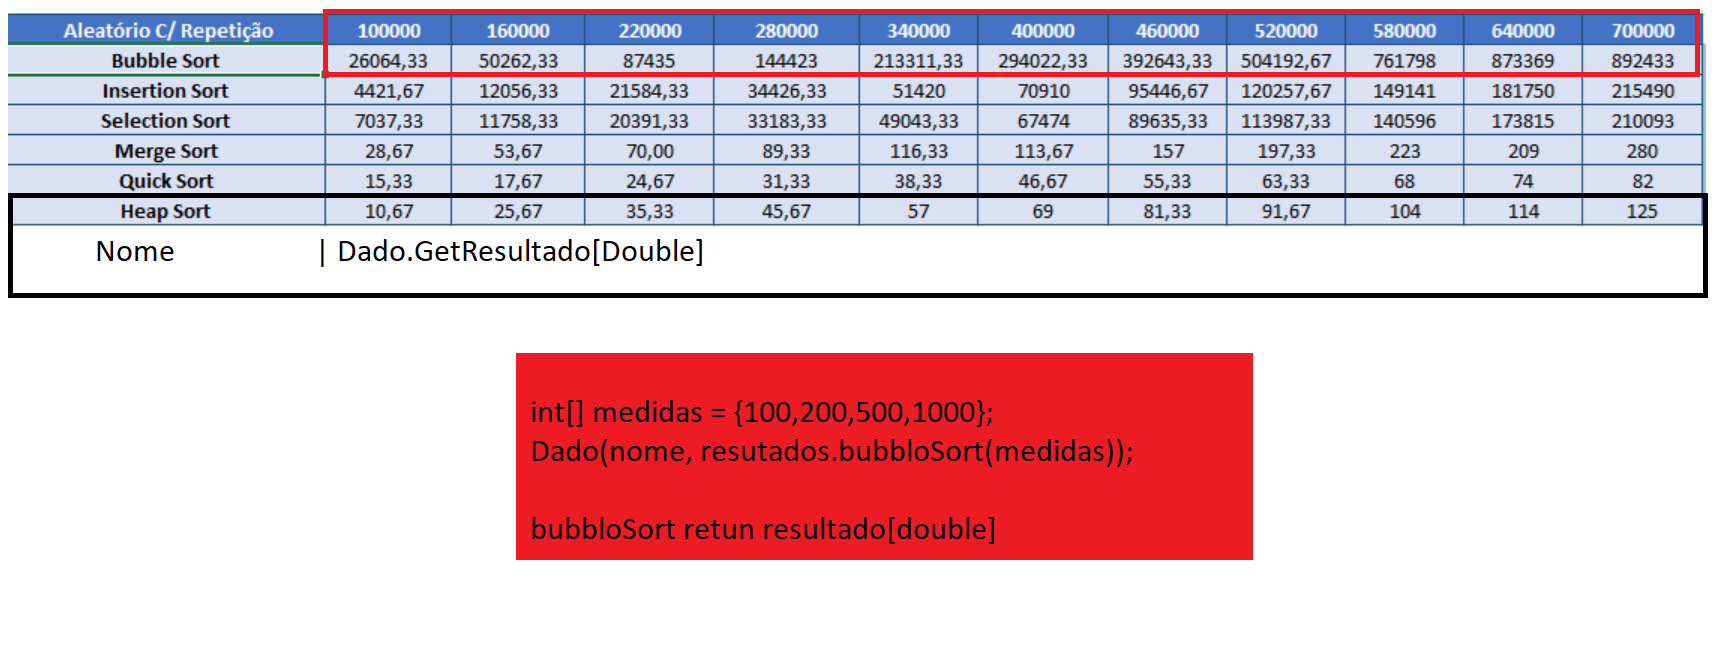 Aleatório C/ Repetição 100000 160000 220000 280000 340000 400000 460000 520000 580000 640000 700000
Bubble Sort 26064,33 50262,33 87435 144423 213311,33 294022,33 392643,33 504192,67 761798 873369 892433
Insertion Sort 4421,67 12056,33 21584,33 34426,33 51420 70910 95446,67 120257,67 149141 181750 215490
Selection Sort 7037,33 11758,33 20391,33 33183,33 49043,33 67474 89635,33 113987,33 140596 173815 210093
Merge Sort 28,67 53,67 70,00 89,33 116,33 113,67 157 197,33 223 209 280
Quick Sort 15,33 17,67 24,67 31,33 38,33 46,67 55,33 63,33 68 74 82
Heap Sort 10,67 25,67 35,33 45,67 57 69 81,33 91,67 104 114 125
Nome | Dado.GetResultado[Double]
int[] medidas = {100,200,500,1000};
Dado(nome, resutados.bubbloSort(medidas));
bubbloSort retun resultado[double]